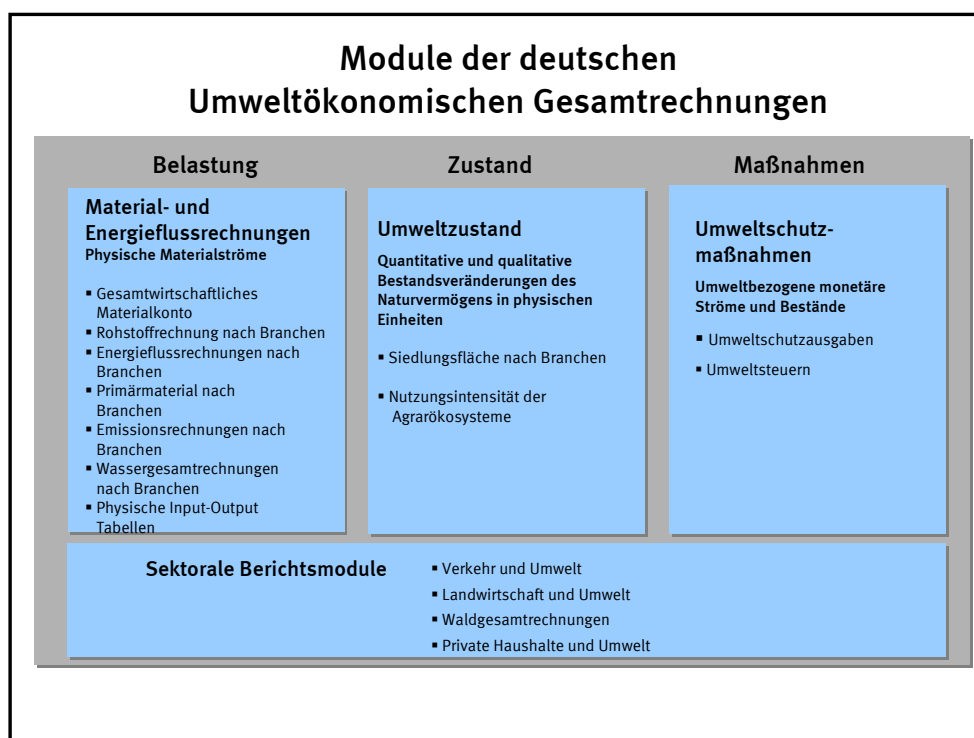 Module der deutschen
Umweltökonomischen Gesamtrechnungen
Belastung
Material- und
Energieflussrechnungen
Physische Materialströme
▪ Gesamtwirtschaftliches
Materialkonto
▪ Rohstoffrechnung nach Branchen
▪ Energieflussrechnungen nach
Branchen
▪ Primärmaterial nach
Branchen
▪ Emissionsrechnungen nach
Branchen
▪ Wassergesamtrechnungen
nach Branchen
▪ Physische Input-Output
Tabellen
Zustand
Umweltzustand
Quantitative und qualitative
Bestandsveränderungen des
Naturvermögens in physischen
Einheiten
▪ Siedlungsfläche nach Branchen
▪ Nutzungsintensität der
Agrarökosysteme
Maßnahmen
Umweltschutz-
maßnahmen
Umweltbezogene monetäre
Ströme und Bestände
▪ Umweltschutzausgaben
▪ Umweltsteuern
Sektorale Berichtsmodule
▪ Verkehr und Umwelt
▪ Landwirtschaft und Umwelt
▪ Waldgesamtrechnungen
▪ Private Haushalte und Umwelt